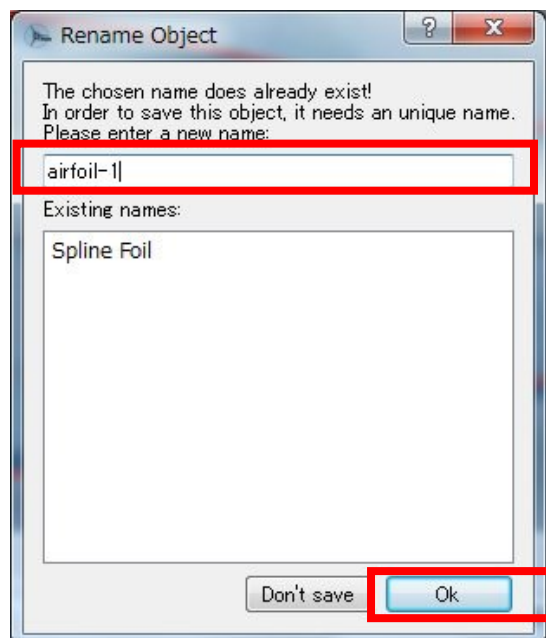 Rename Object
The chosen name does already exist!
In order to save this object, it needs an unique name.
Please enter a new name:
airfoil-1
Existing names:
Spline Foil
Don't save
Ok